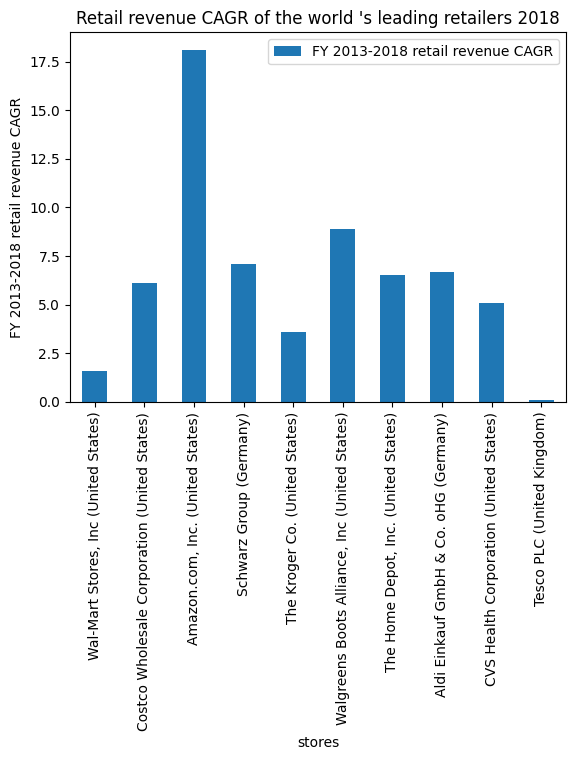 Retail revenue CAGR of the world 's leading retailers 2018
FY 2013-2018 retail revenue CAGR
FY 2013-2018 retail revenue CAGR
17.5
15.0
12.5
10.0
7.5
5.0
2.5
0.0
Wal-Mart Stores, Inc (United States)
Costco Wholesale Corporation (United States)
Amazon.com, Inc. (United States)
Schwarz Group (Germany)
The Kroger Co. (United States)
Walgreens Boots Alliance, Inc (United States)
The Home Depot, Inc. (United States)
Aldi Einkauf GmbH & Co. oHG (Germany)
CVS Health Corporation (United States)
Tesco PLC (United Kingdom)
stores